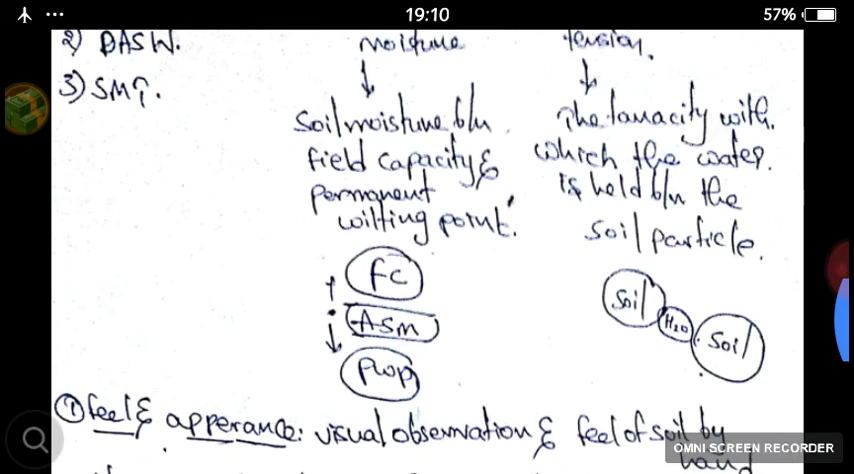 19:10
57%
2) DASW.
moisture
tension.
3) SMT.
Soil moisture b/n
field capacity &
permanent
wilting point.
The tanacity with.
which the water.
is held b/n the
soil particle.
FC
ASM
PWP
Soil
H2O
Soil
① feel & apperance: visual observation & feel of soil by
hand
OMNI SCREEN RECORDER